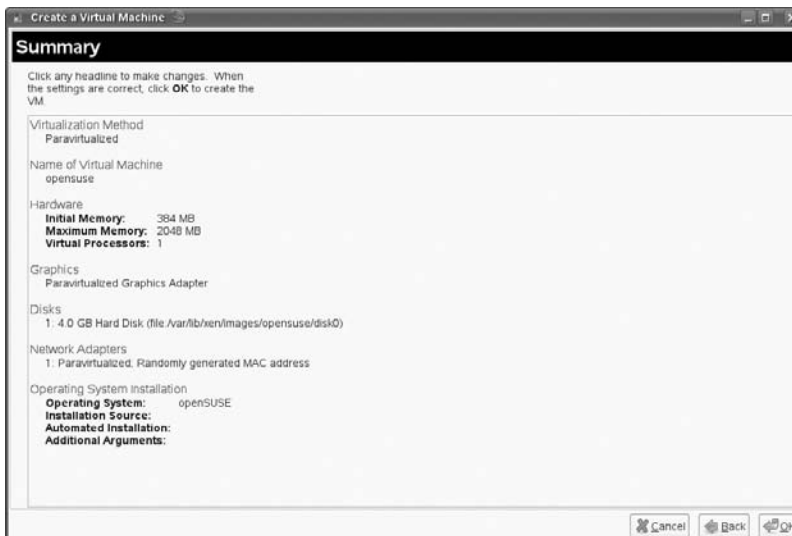 Create a Virtual Machine
Summary
Click any headline to make changes. When
the settings are correct, click OK to create the
VM.
Virtualization Method
Paravirtualized
Name of Virtual Machine
opensuse
Hardware
Initial Memory: 384 MB
Maximum Memory: 2048 MB
Virtual Processors: 1
Graphics
Paravirtualized Graphics Adapter
Disks
1: 4.0 GB Hard Disk (file:/var/lib/xen/images/opensuse/disk0)
Network Adapters
1: Paravirtualized; Randomly generated MAC address
Operating System Installation
Operating System: openSUSE
Installation Source:
Automated Installation:
Additional Arguments:
Cancel Back OK